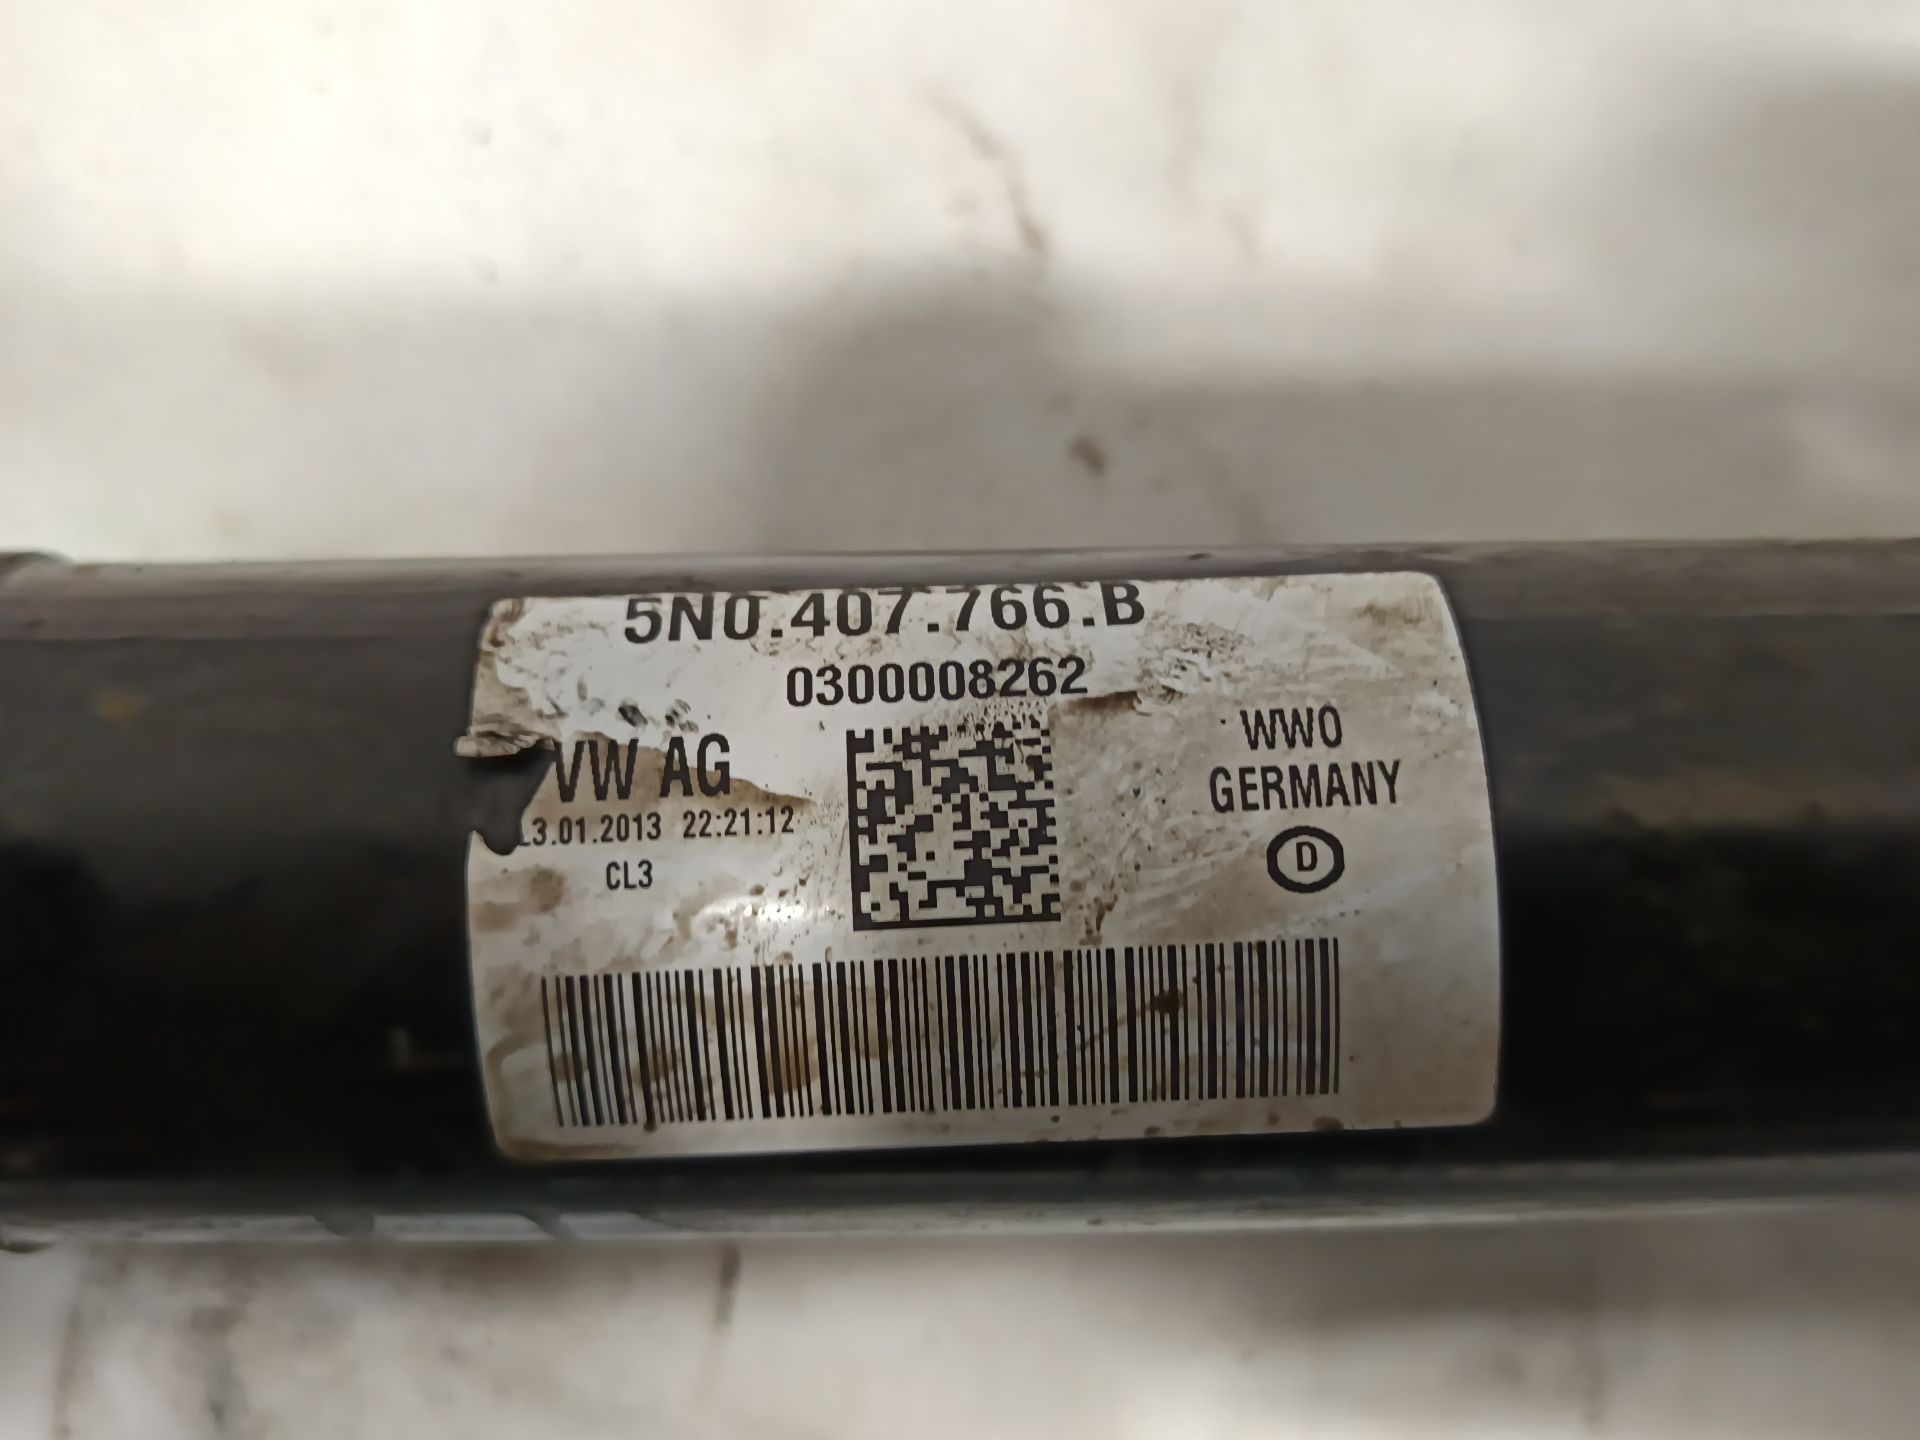 5N0.407.766.B
0300008262
VW AG
3.01.2013 22:21:12
CL3
WWO
GERMANY
D